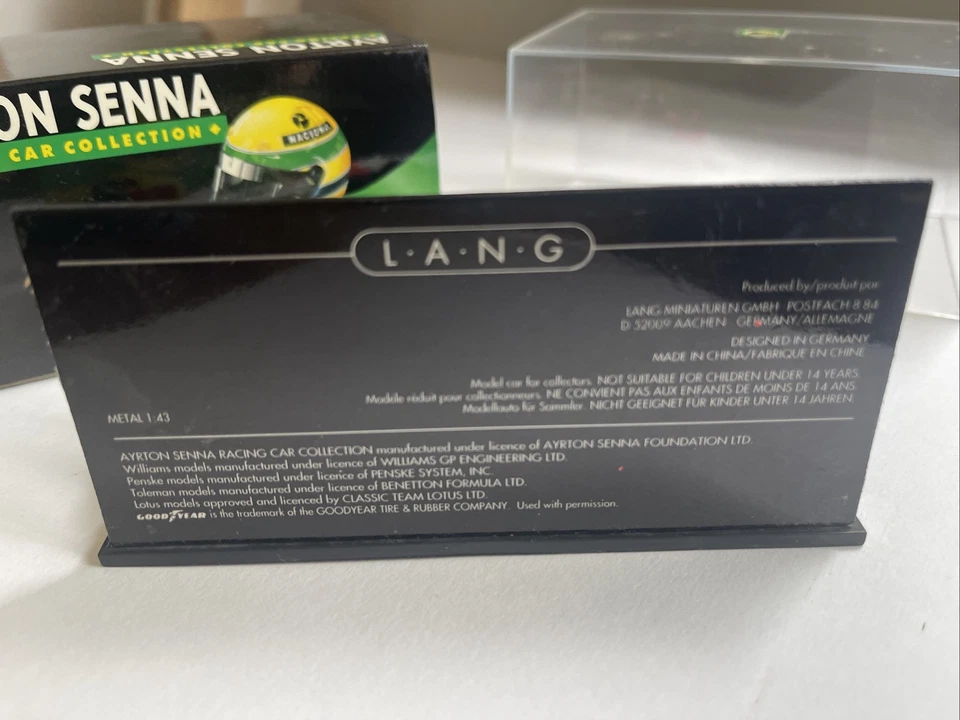 AYRTON SENNA
ON SENNA
CAR COLLECTION
NACIONAL
L·A·N·G
Produced by/produit par
LANG MINIATUREN GMBH POSTFACH 8 84
D 52009 AACHEN GERMANY/ALLEMAGNE
DESIGNED IN GERMANY
MADE IN CHINA/FABRIQUE EN CHINE
Model car for collectors. NOT SUITABLE FOR CHILDREN UNDER 14 YEARS.
Modèle réduit pour collectionneurs. NE CONVIENT PAS AUX ENFANTS DE MOINS DE 14 ANS.
Modellauto für Sammler. NICHT GEEIGNET FÜR KINDER UNTER 14 JAHREN.
METAL 1:43
AYRTON SENNA RACING CAR COLLECTION manufactured under licence of AYRTON SENNA FOUNDATION LTD.
Williams models manufactured under licence of WILLIAMS GP ENGINEERING LTD.
Penske models manufactured under licence of PENSKE SYSTEM, INC.
Toleman models manufactured under licence of BENETTON FORMULA LTD.
Lotus models approved and licenced by CLASSIC TEAM LOTUS LTD.
GOODYEAR is the trademark of the GOODYEAR TIRE & RUBBER COMPANY. Used with permission.